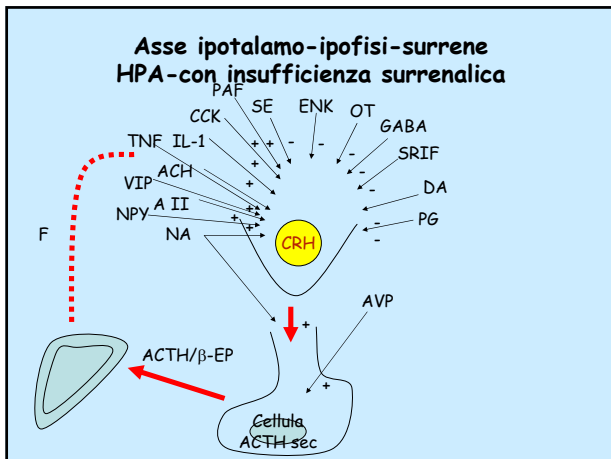 Asse ipotalamo-ipofisi-surrene
HPA-con insufficienza surrenalica
PAF
SE
ENK
OT
CCK
GABA
TNF IL-1
SRIF
ACH
VIP
DA
A II
NPY
PG
NA
F
CRH
+ + - - - - - - -
+ + + + +
AVP
+
ACTH/β-EP
+
Cellula
ACTH sec